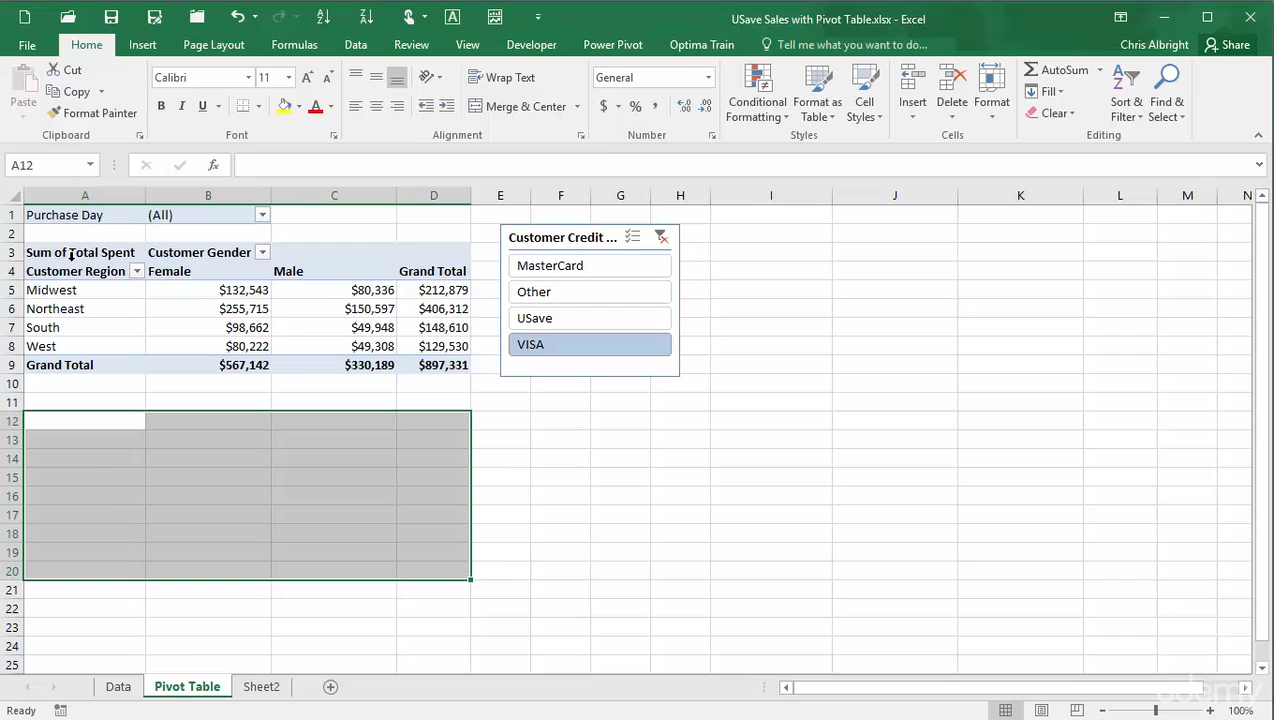 USave Sales with Pivot Table.xlsx - Excel
File Home Insert Page Layout Formulas Data Review View Developer Power Pivot Optima Train Tell me what you want to do... Chris Albright Share
Paste
Cut
Copy
Format Painter
Clipboard
Calibri 11
B I U A
Font
Wrap Text
Merge & Center
Alignment
General
$ % ,
Number
Conditional Formatting
Format as Table
Cell Styles
Styles
Insert
Delete
Format
Cells
AutoSum
Fill
Clear
Sort & Filter
Find & Select
Editing
A12 fx
A B C D E F G H I J K L M N
1 Purchase Day (All)
2
3 Sum of Total Spent Customer Gender
4 Customer Region Female Male Grand Total
5 Midwest $132,543 $80,336 $212,879
6 Northeast $255,715 $150,597 $406,312
7 South $98,662 $49,948 $148,610
8 West $80,222 $49,308 $129,530
9 Grand Total $567,142 $330,189 $897,331
10
11
12
13
14
15
16
17
18
19
20
21
22
23
24
25
Customer Credit ...
MasterCard
Other
USave
VISA
Data Pivot Table Sheet2
udemy
Ready 100%